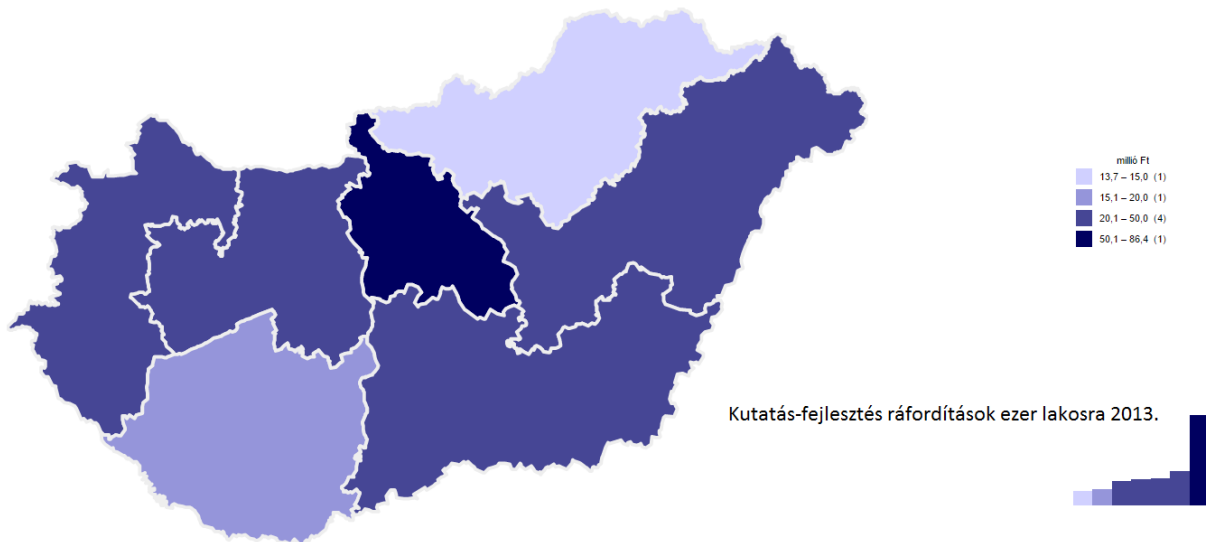 millió Ft
13,7 – 15,0 (1)
15,1 – 20,0 (1)
20,1 – 50,0 (4)
50,1 – 86,4 (1)
Kutatás-fejlesztés ráfordítások ezer lakosra 2013.